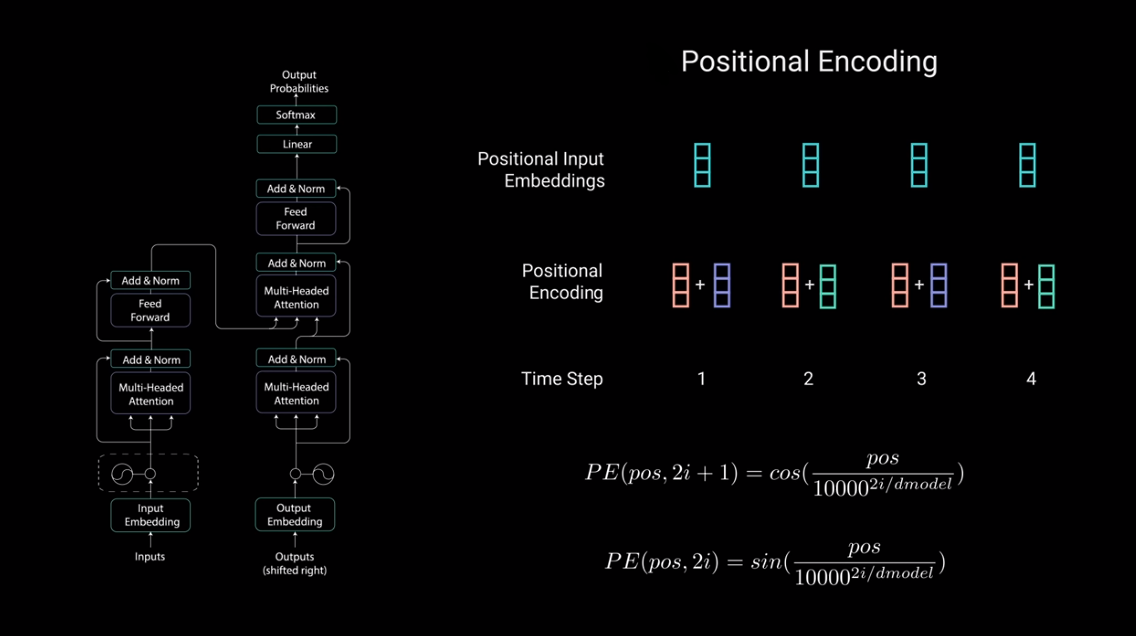 Positional Encoding
Output
Probabilities
Softmax
Linear
Add & Norm
Feed
Forward
Add & Norm
Multi-Headed
Attention
Add & Norm
Multi-Headed
Attention
Output
Embedding
Outputs
(shifted right)
Add & Norm
Feed
Forward
Add & Norm
Multi-Headed
Attention
Input
Embedding
Inputs
Positional Input
Embeddings
Positional
Encoding
+ + + +
Time Step 1 2 3 4
PE(pos, 2i + 1) = cos(pos / 10000^{2i/dmodel})
PE(pos, 2i) = sin(pos / 10000^{2i/dmodel})